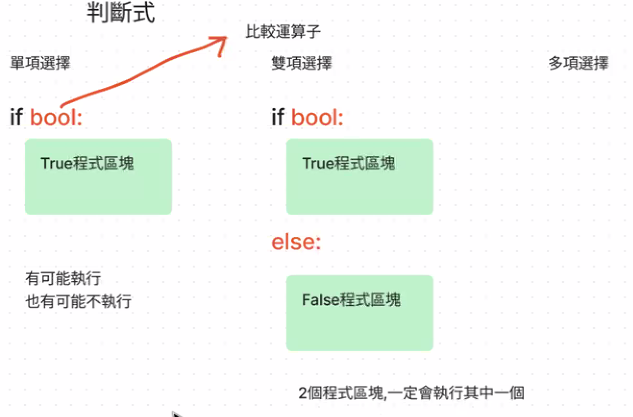 判斷式
比較運算子
單項選擇
雙項選擇
多項選擇
if bool:
True程式區塊
有可能執行
也有可能不執行
if bool:
True程式區塊
else:
False程式區塊
2個程式區塊,一定會執行其中一個